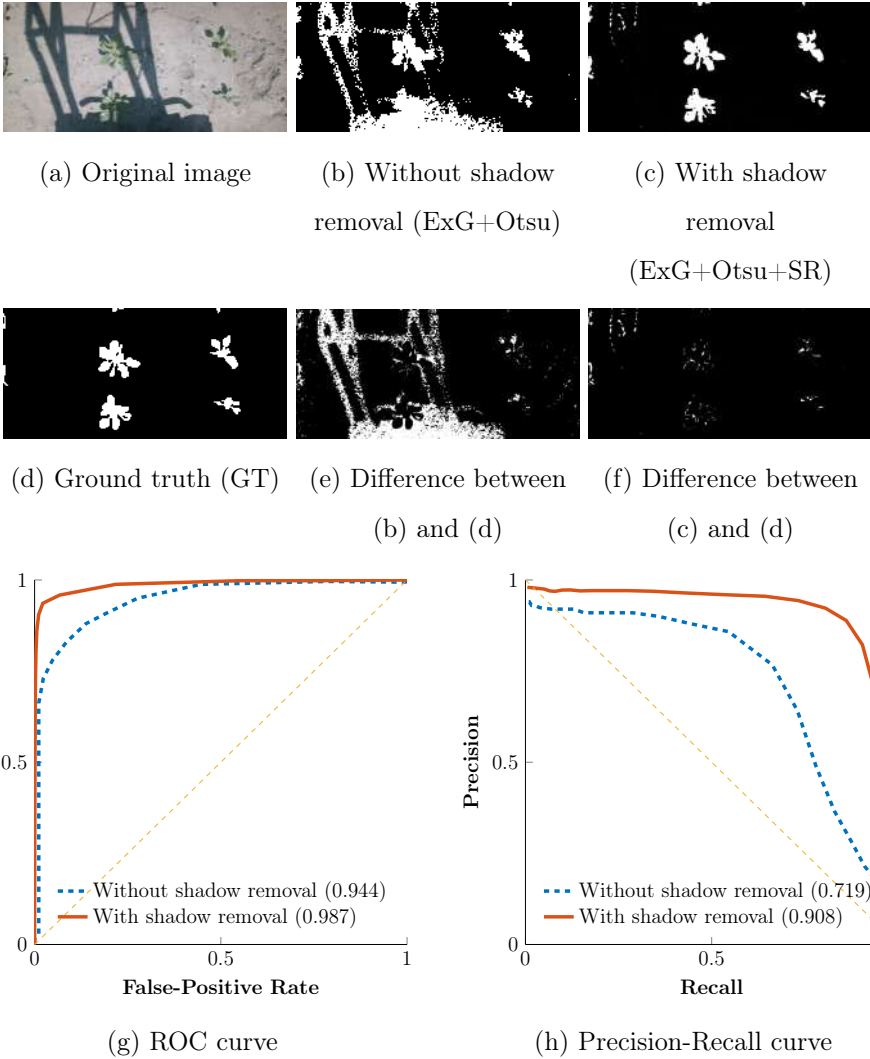 (a) Original image
(b) Without shadow
removal (ExG+Otsu)
(c) With shadow
removal
(ExG+Otsu+SR)
(d) Ground truth (GT)
(e) Difference between
(b) and (d)
(f) Difference between
(c) and (d)
1
0.5
0
0
0.5
1
Without shadow removal (0.944)
With shadow removal (0.987)
False-Positive Rate
(g) ROC curve
1
0.5
0
0
0.5
Precision
Without shadow removal (0.719)
With shadow removal (0.908)
Recall
(h) Precision-Recall curve